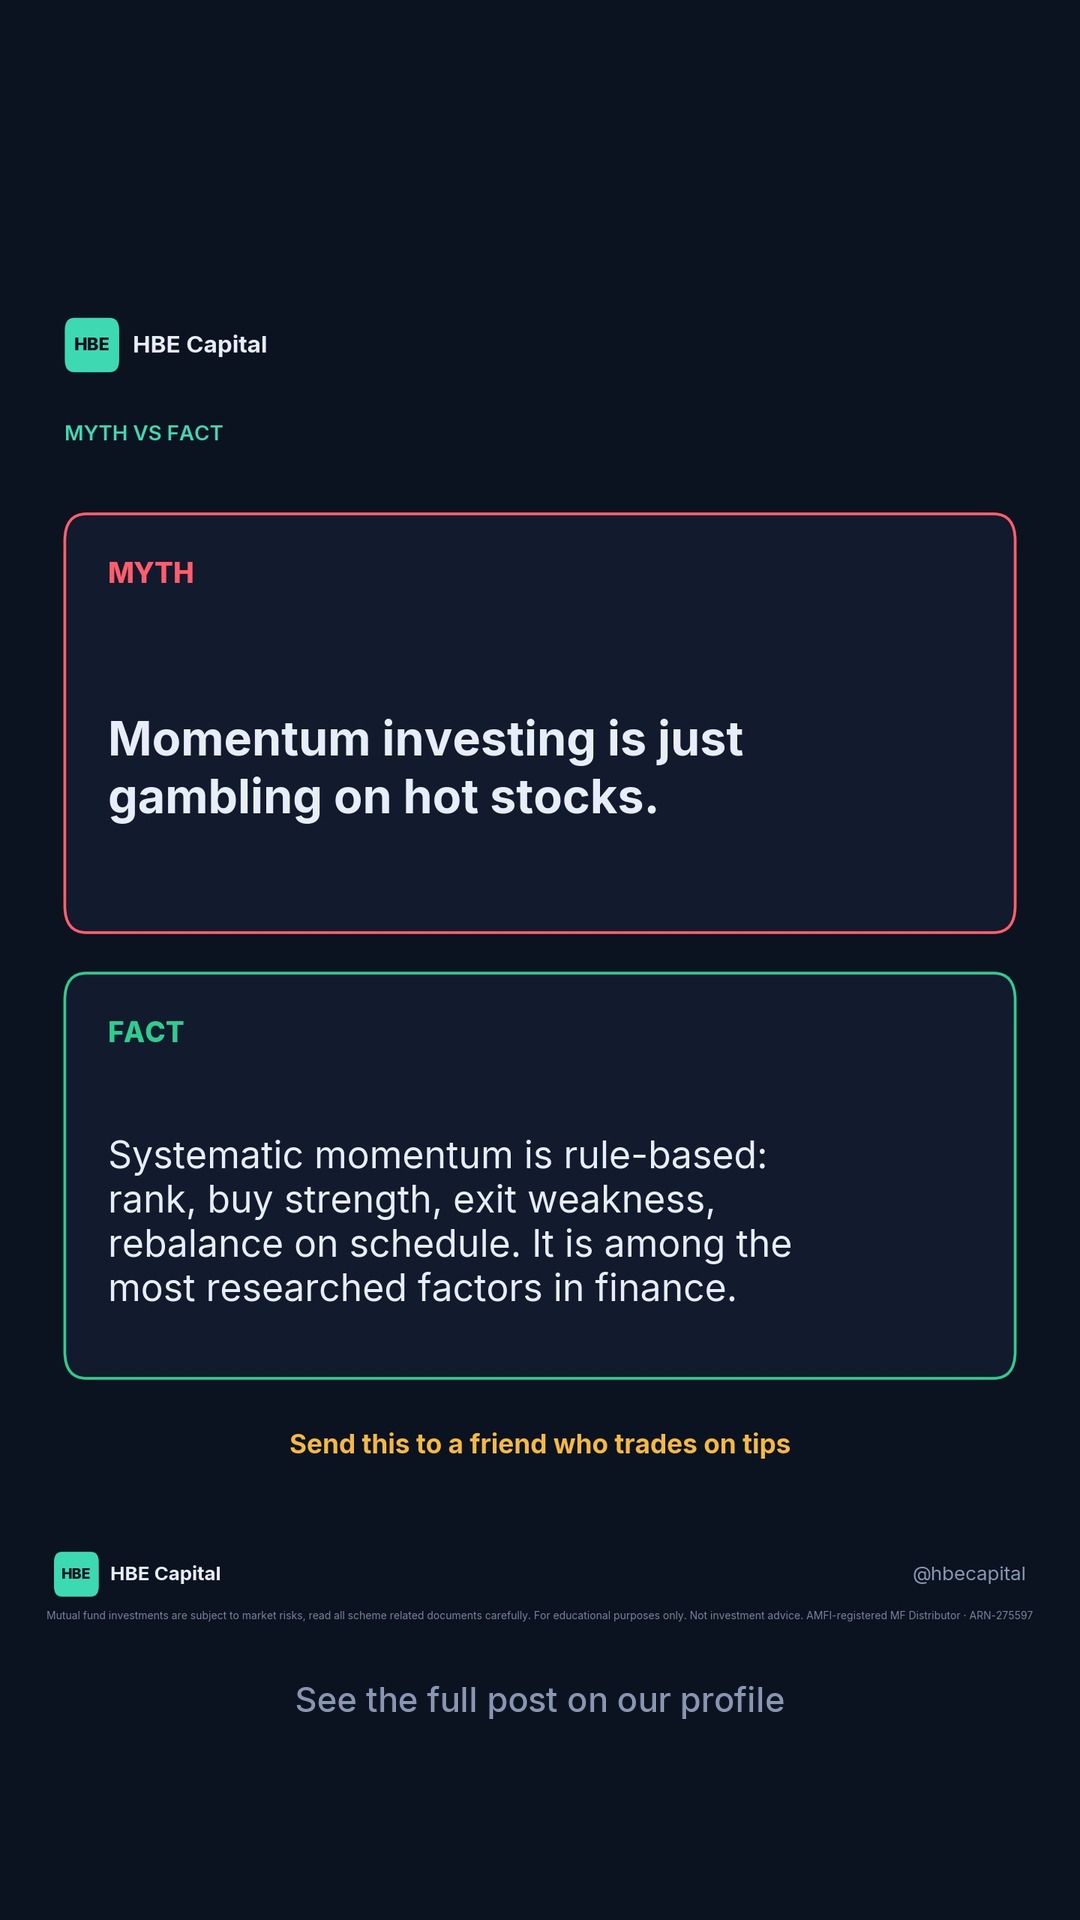 HBE HBE Capital
MYTH VS FACT
MYTH
Momentum investing is just
gambling on hot stocks.
FACT
Systematic momentum is rule-based:
rank, buy strength, exit weakness,
rebalance on schedule. It is among the
most researched factors in finance.
Send this to a friend who trades on tips
HBE HBE Capital @hbecapital
Mutual fund investments are subject to market risks, read all scheme related documents carefully. For educational purposes only. Not investment advice. AMFI-registered MF Distributor · ARN-275597
See the full post on our profile